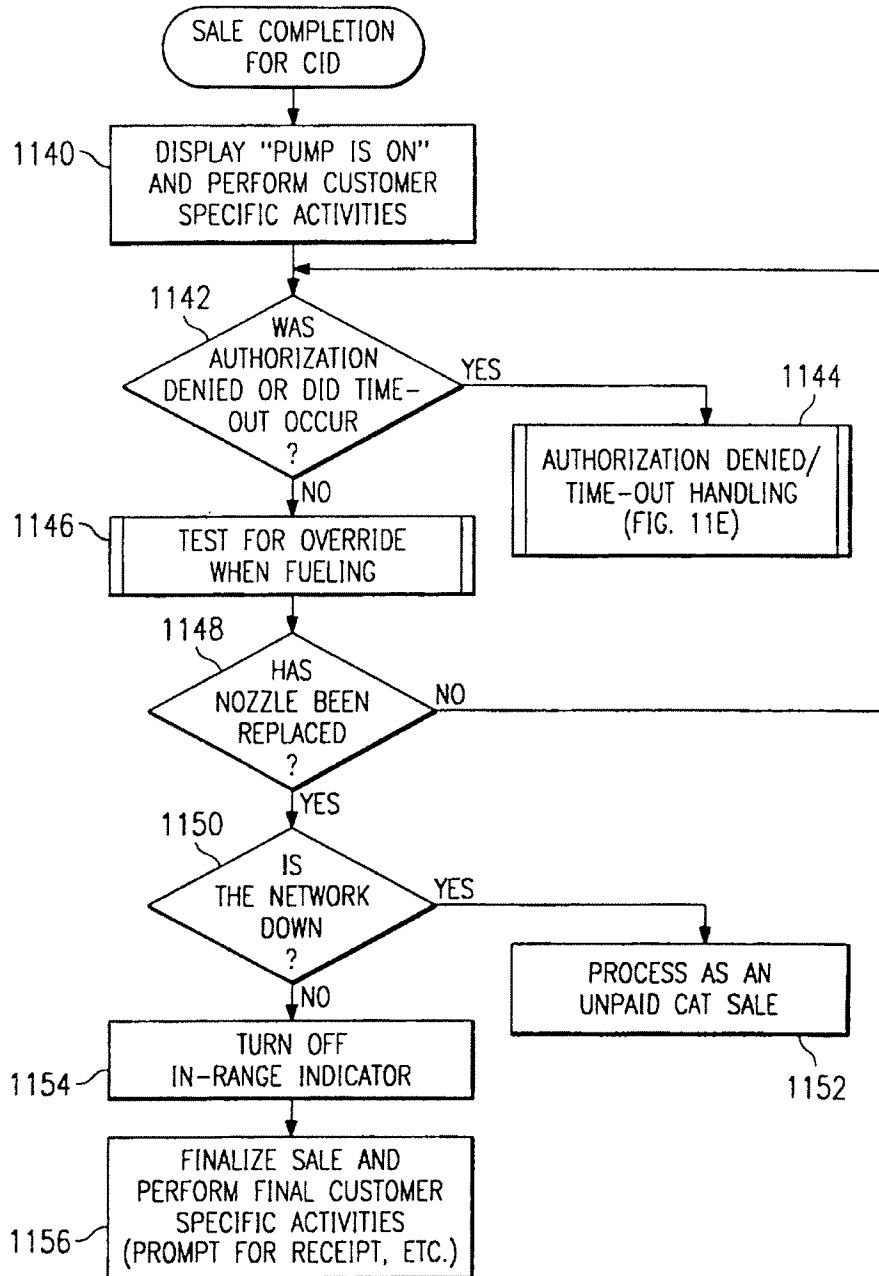 SALE COMPLETION
FOR CID
1140
DISPLAY "PUMP IS ON"
AND PERFORM CUSTOMER
SPECIFIC ACTIVITIES
1142
WAS
AUTHORIZATION
DENIED OR DID TIME-
OUT OCCUR
?
YES
NO
1144
AUTHORIZATION DENIED/
TIME-OUT HANDLING
(FIG. 11E)
1146
TEST FOR OVERRIDE
WHEN FUELING
1148
HAS
NOZZLE BEEN
REPLACED
?
NO
YES
1150
IS
THE NETWORK
DOWN
?
YES
NO
PROCESS AS AN
UNPAID CAT SALE
1152
TURN OFF
IN-RANGE INDICATOR
1154
FINALIZE SALE AND
PERFORM FINAL CUSTOMER
SPECIFIC ACTIVITIES
(PROMPT FOR RECEIPT, ETC.)
1156